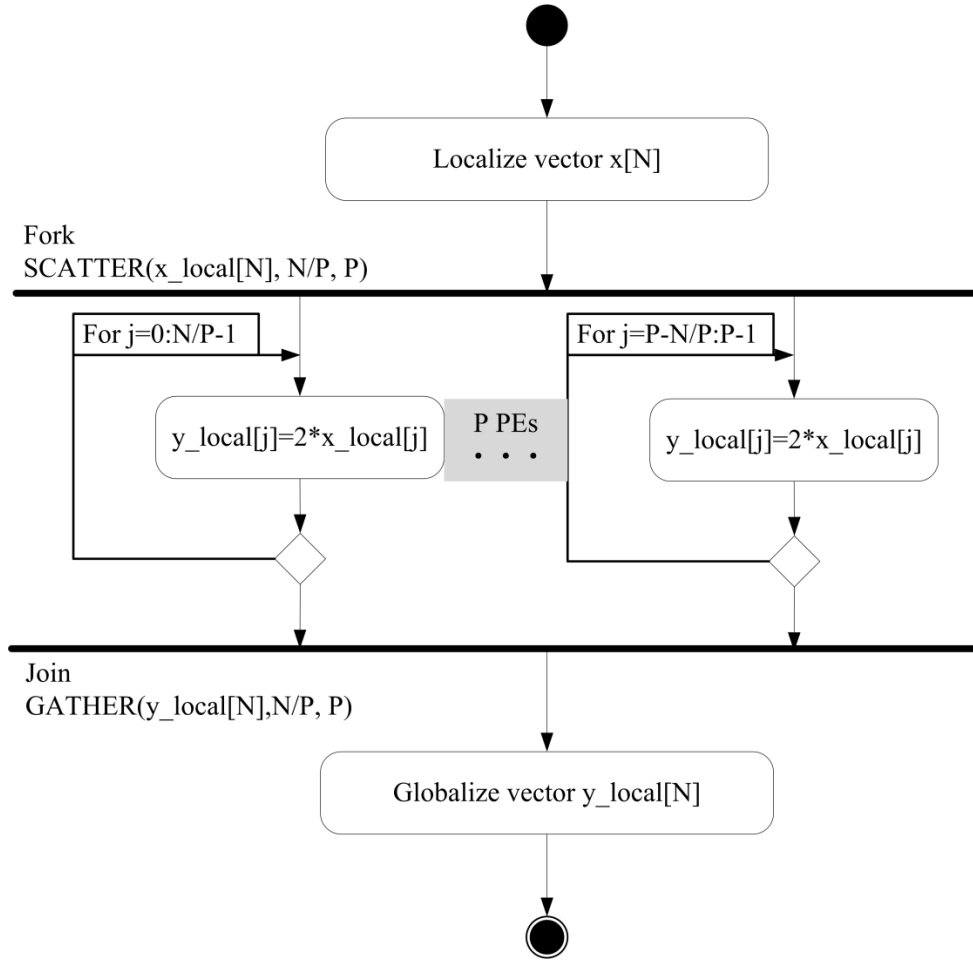 Localize vector x[N]
Fork
SCATTER(x_local[N], N/P, P)
For j=0:N/P-1
For j=P-N/P:P-1
y_local[j]=2*x_local[j]
P PEs
. . .
y_local[j]=2*x_local[j]
Join
GATHER(y_local[N],N/P, P)
Globalize vector y_local[N]